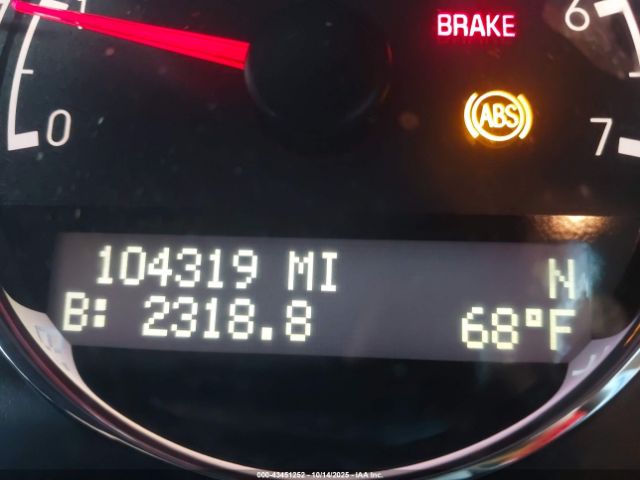 BRAKE
6
ABS
0
7
104319 MI N
B: 2318.8 68°F
000-43451252 - 10/14/2025 - IAA Inc.